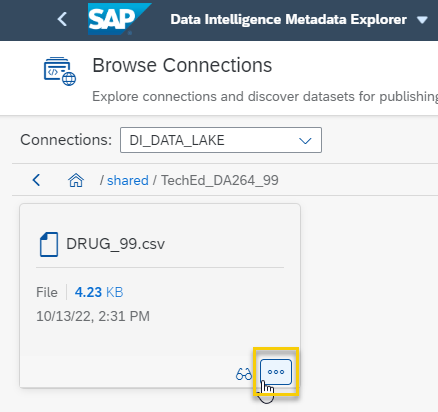 SAP Data Intelligence Metadata Explorer
Browse Connections
Explore connections and discover datasets for publishing
Connections: DI_DATA_LAKE
/ shared / TechEd_DA264_99
DRUG_99.csv
File 4.23 KB
10/13/22, 2:31 PM